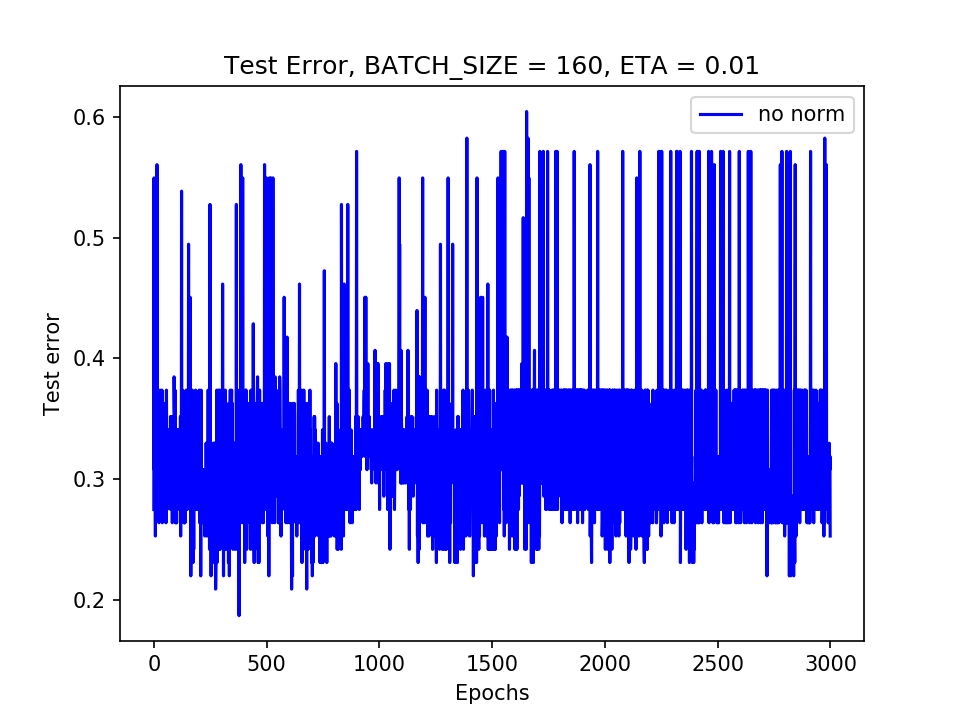 Test Error, BATCH_SIZE = 160, ETA = 0.01
no norm
0.6
0.5
0.4
0.3
0.2
Test error
0 500 1000 1500 2000 2500 3000
Epochs